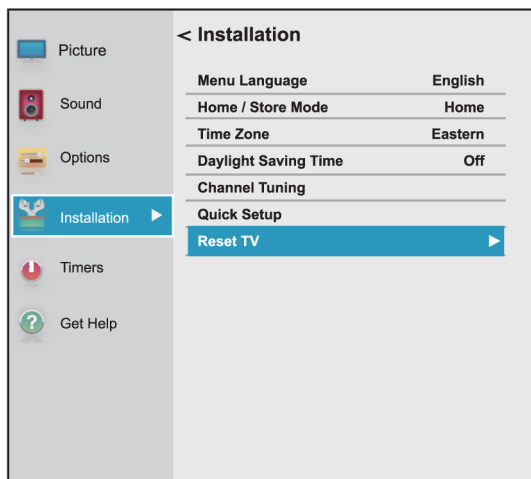 Picture
Sound
Options
Installation
Timers
Get Help
< Installation
Menu Language English
Home / Store Mode Home
Time Zone Eastern
Daylight Saving Time Off
Channel Tuning
Quick Setup
Reset TV